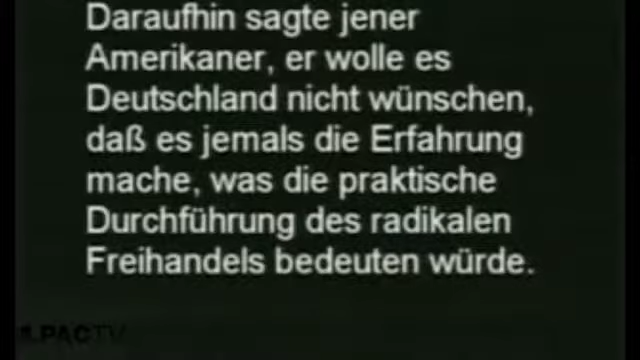 Daraufhin sagte jener
Amerikaner, er wolle es
Deutschland nicht wünschen,
daß es jemals die Erfahrung
mache, was die praktische
Durchführung des radikalen
Freihandels bedeuten würde.